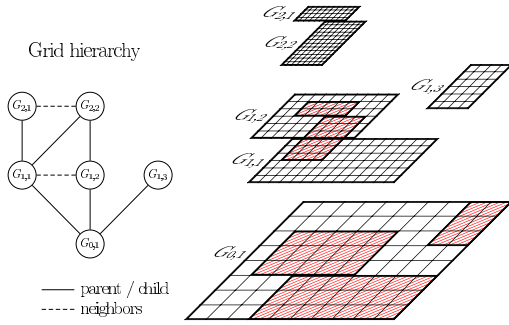 Grid hierarchy
G2,1
G2,2
G1,1
G1,2
G1,3
G0,1
parent / child
neighbors
G2,1
G2,2
G1,3
G1,2
G1,1
G0,1